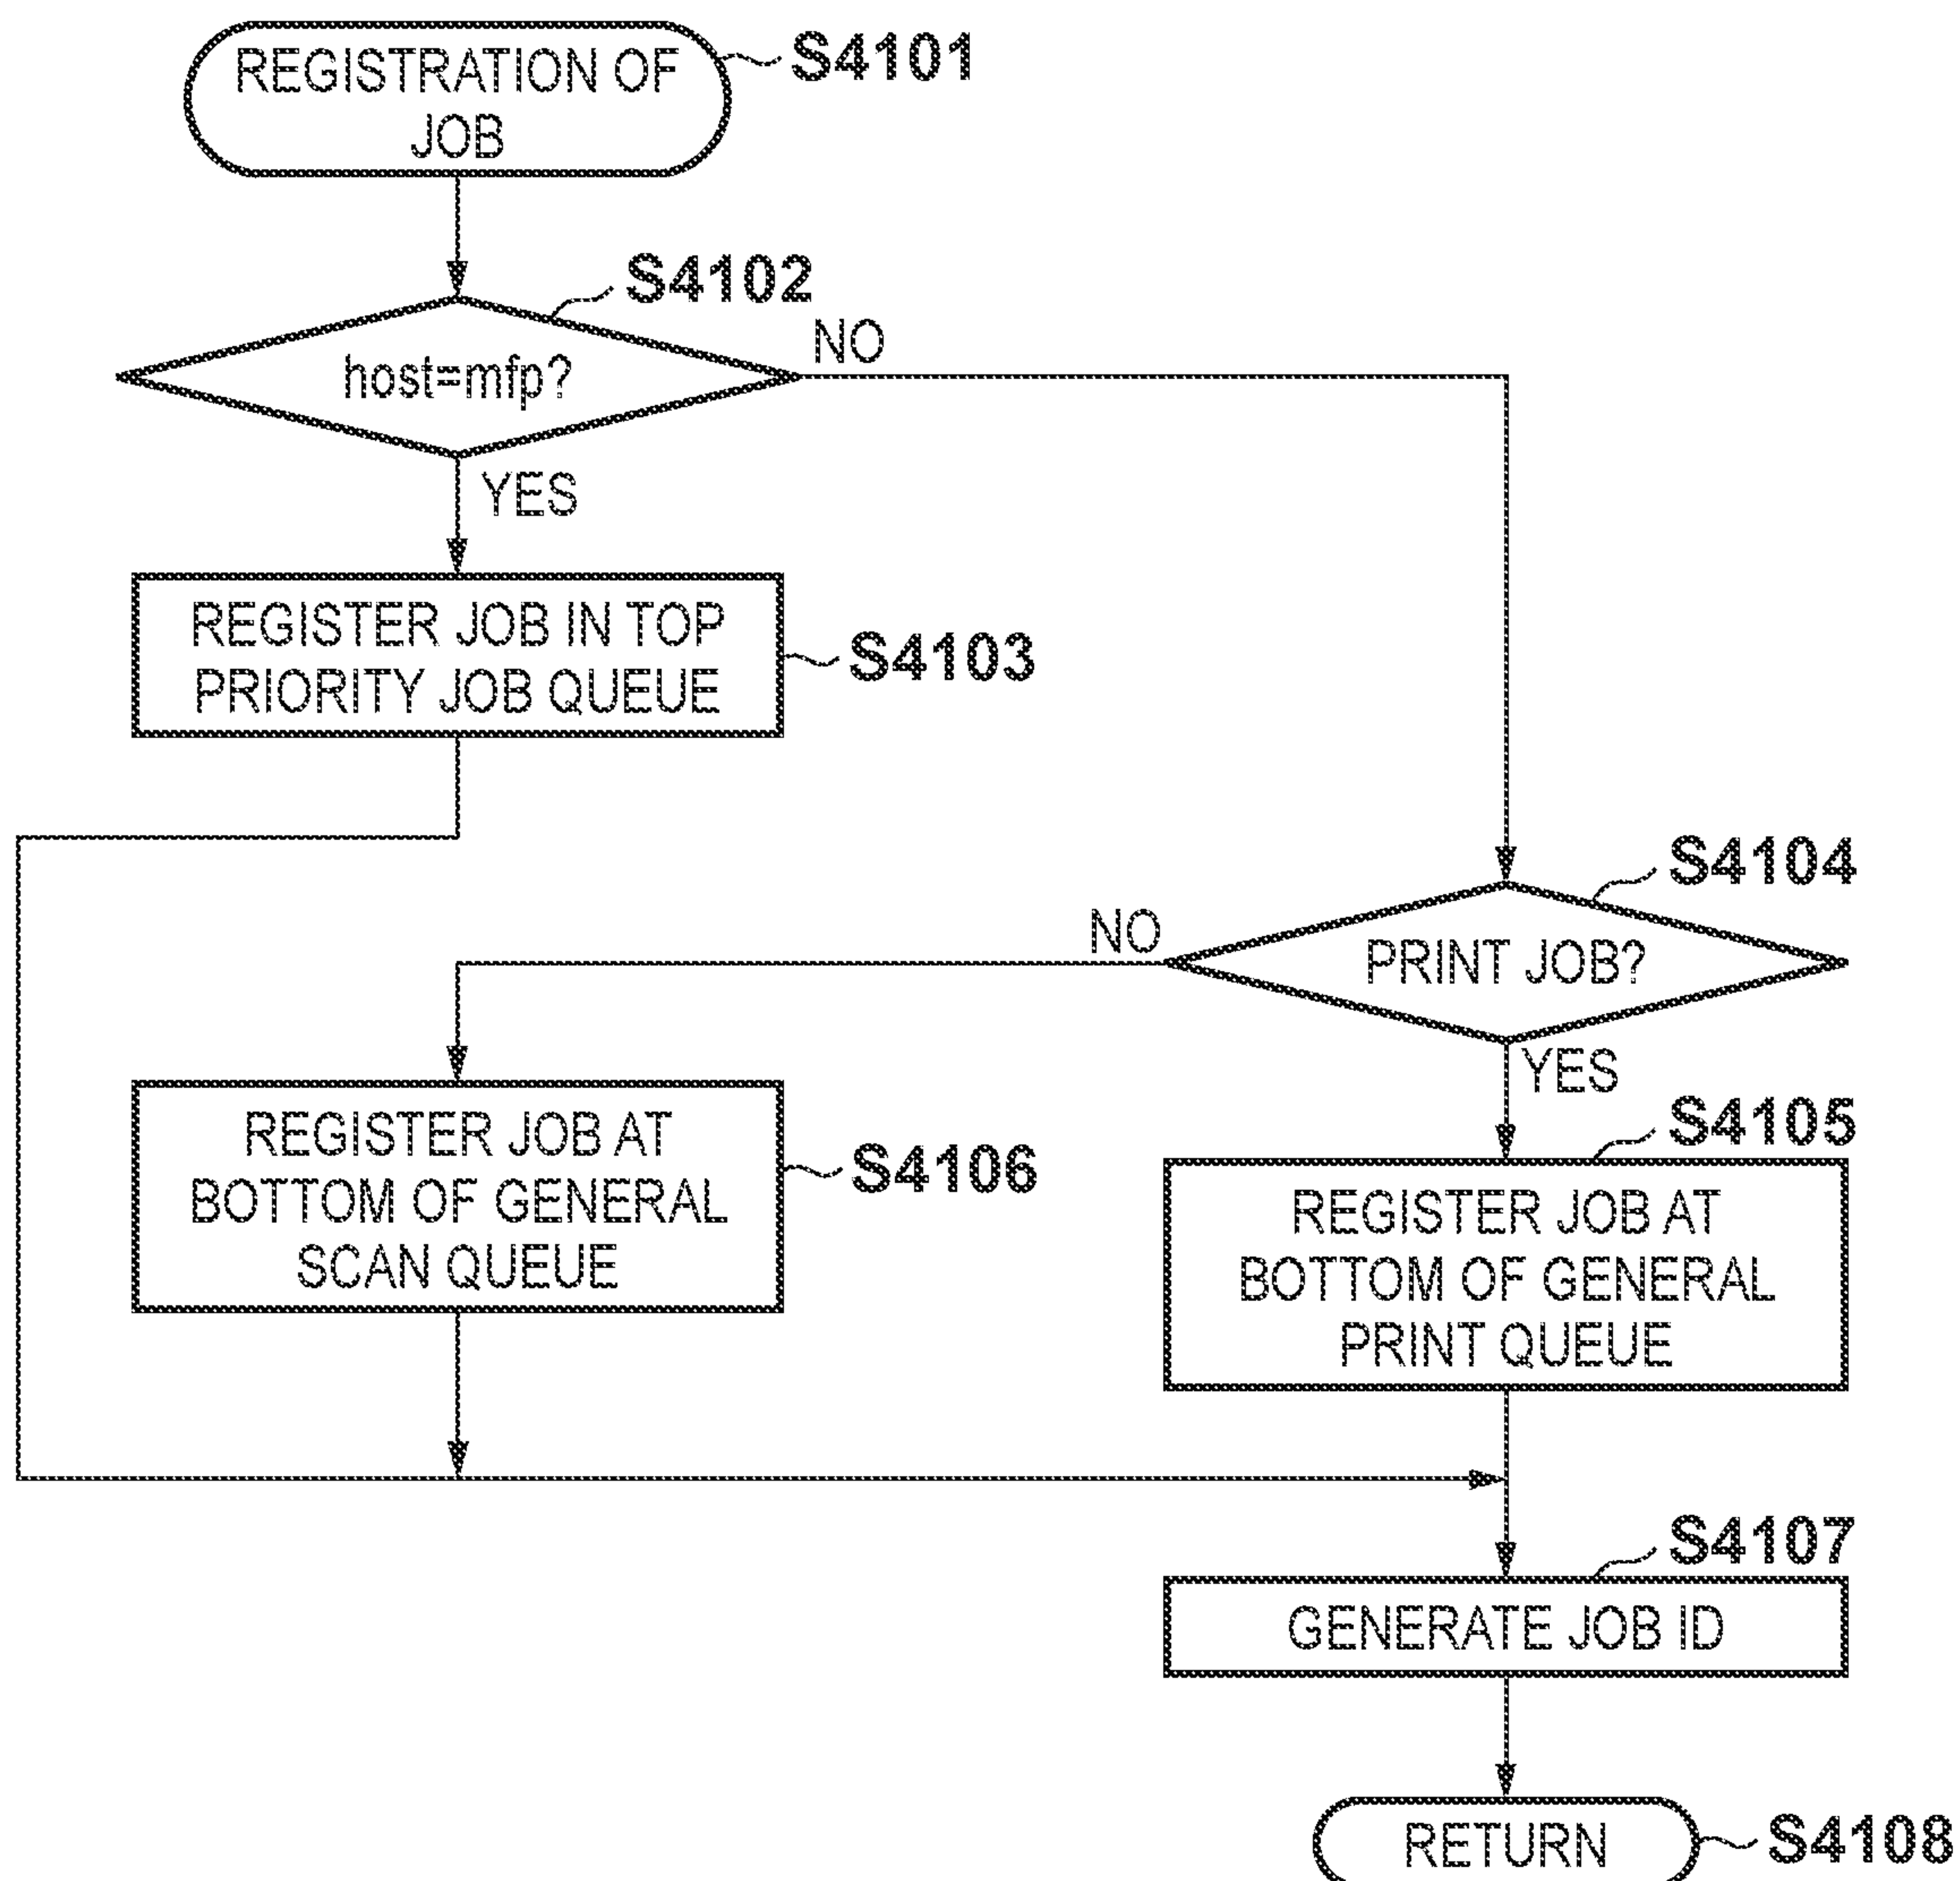 REGISTRATION OF
JOB
S4101
S4102
host=mfp?
NO
YES
REGISTER JOB IN TOP
PRIORITY JOB QUEUE
S4103
S4104
PRINT JOB?
NO
YES
REGISTER JOB AT
BOTTOM OF GENERAL
SCAN QUEUE
S4106
S4105
REGISTER JOB AT
BOTTOM OF GENERAL
PRINT QUEUE
S4107
GENERATE JOB ID
RETURN
S4108